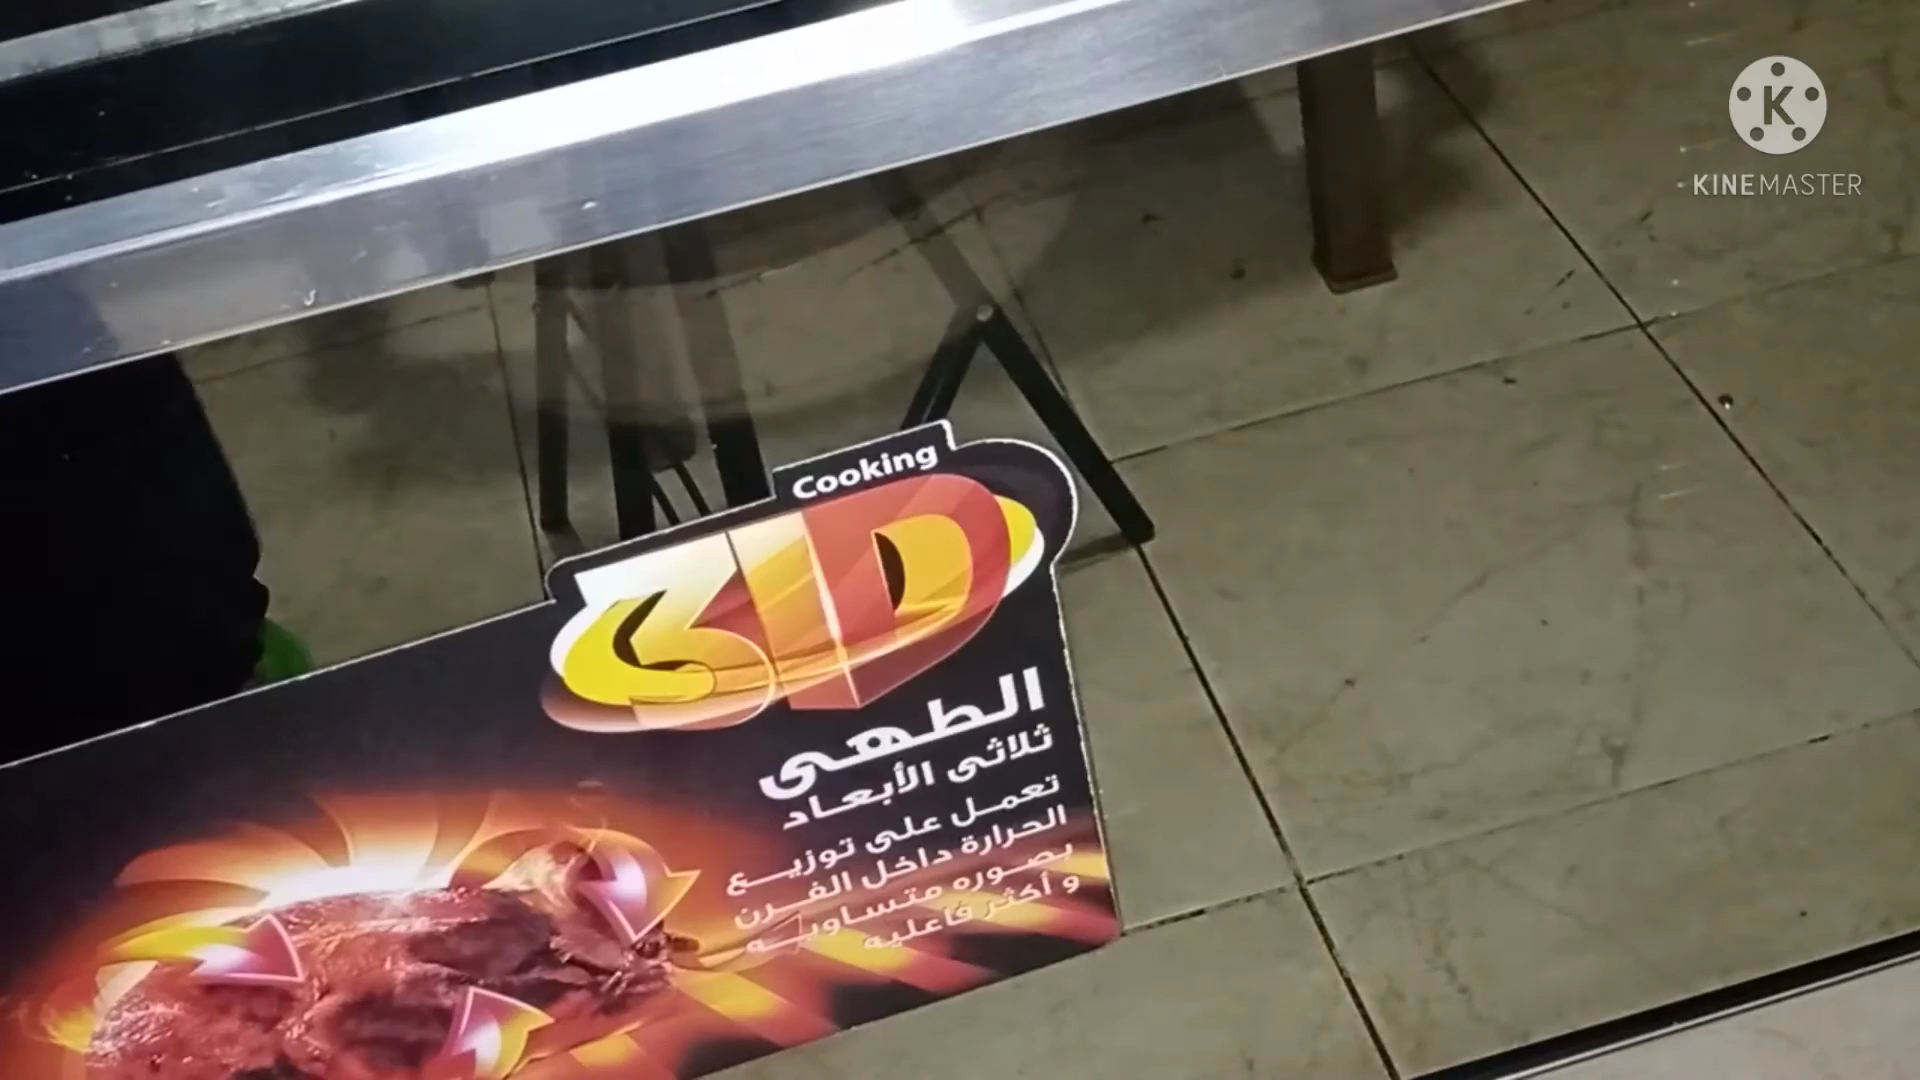 KINEMASTER
Cooking
3D
الطهى
ثلاثى الأبعاد
تعمل على توزيع
الحرارة داخل الفرن
بصوره متساويه
و أكثر فاعليه